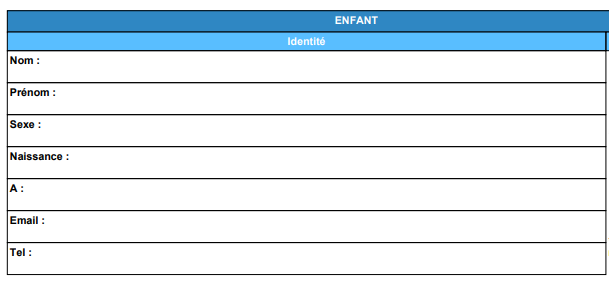 ENFANT
Identité
Nom :
Prénom :
Sexe :
Naissance :
A :
Email :
Tel :